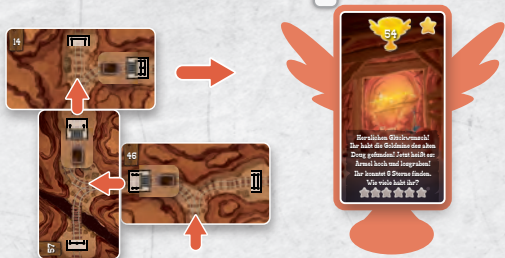 14
46
57
54
Herzlichen Glückwunsch!
Ihr habt die Goldmine des alten
Doug gefunden! Jetzt heißt es:
Ärmel hoch und losgraben!
Ihr konntet 6 Sterne finden.
Wie viele habt ihr?